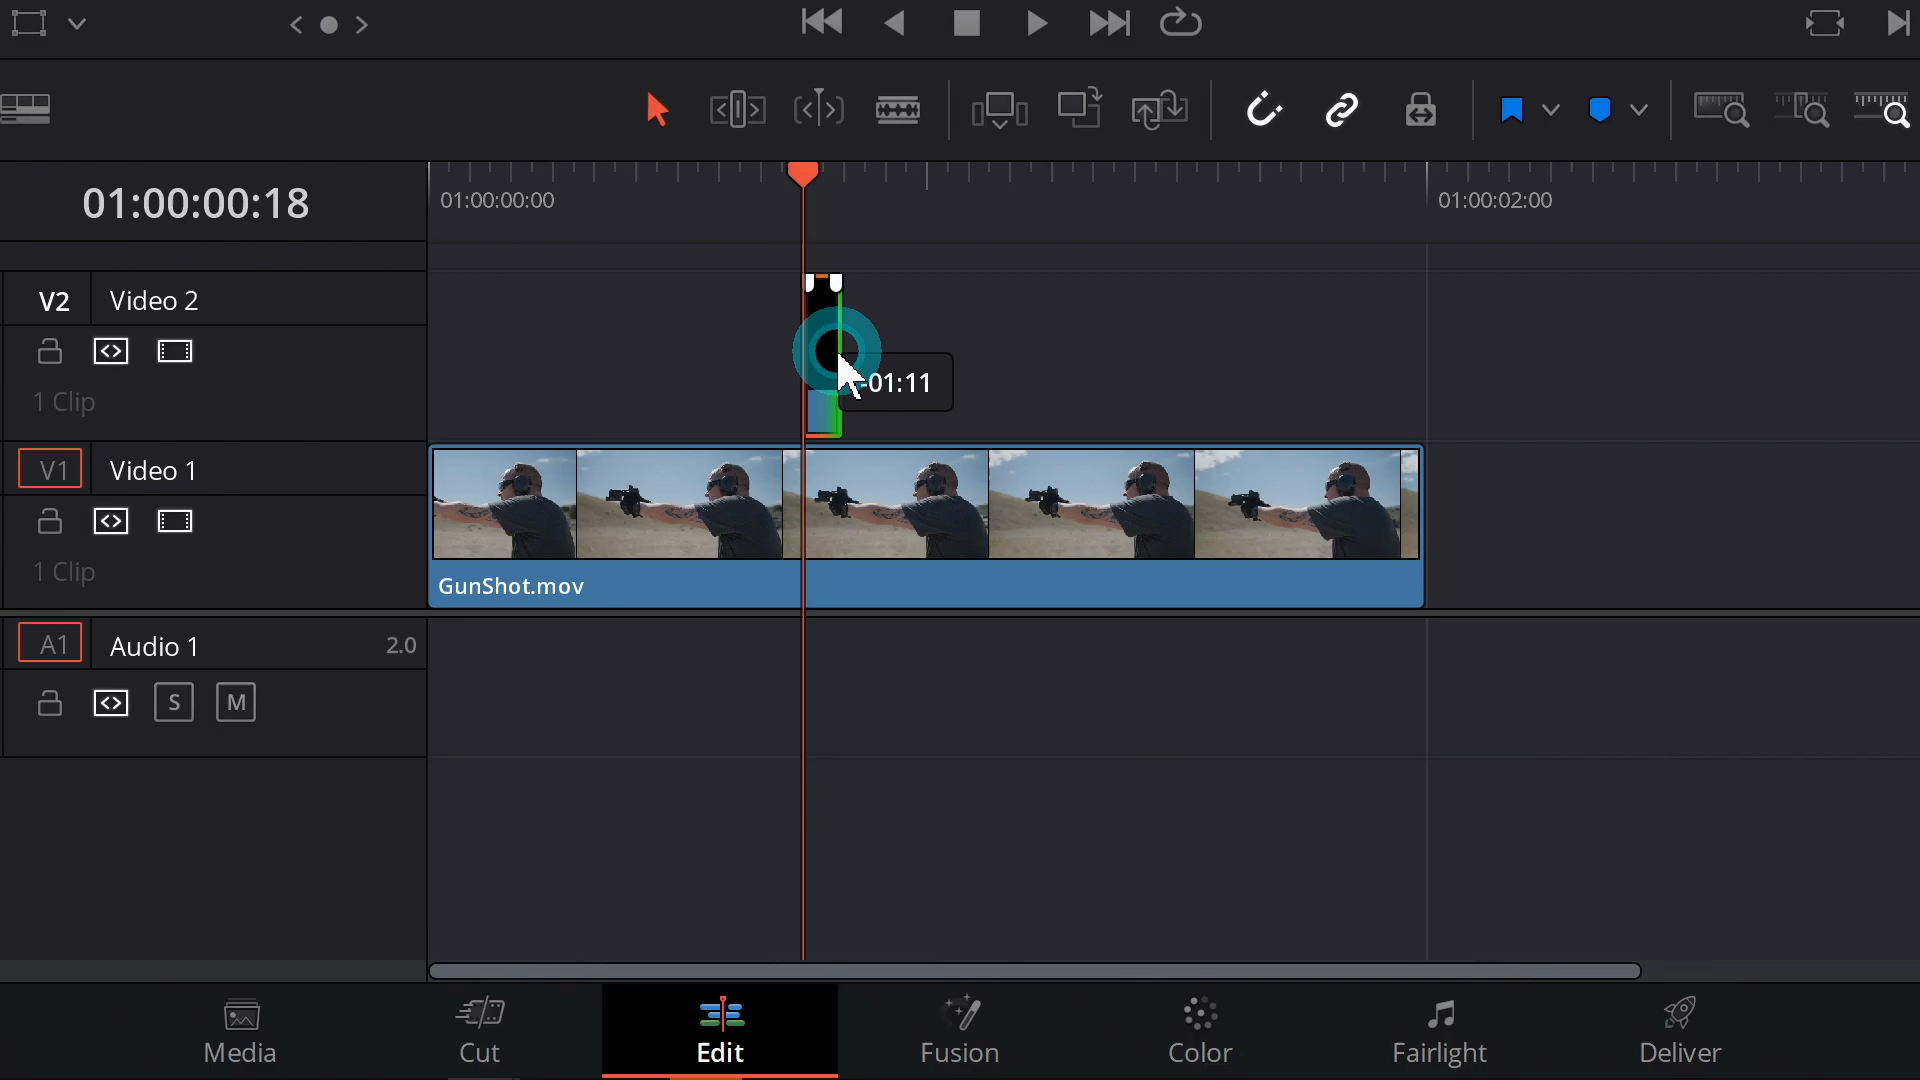 01:00:00:18
01:00:00:00
01:00:02:00
V2 Video 2
1 Clip
-01:11
V1 Video 1
1 Clip
GunShot.mov
A1 Audio 1 2.0
S M
Media Cut Edit Fusion Color Fairlight Deliver